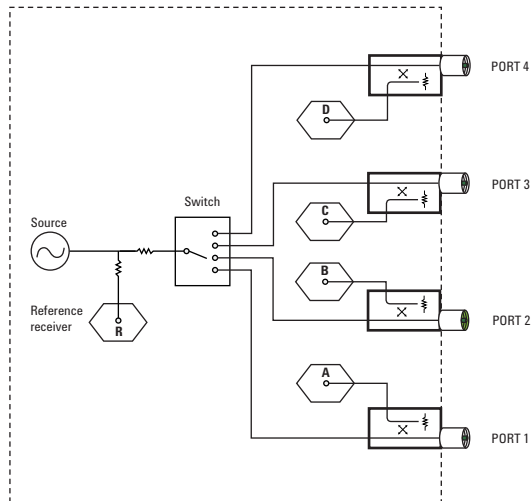 PORT 4
D
PORT 3
Switch
C
Source
B
Reference
receiver
R
PORT 2
A
PORT 1